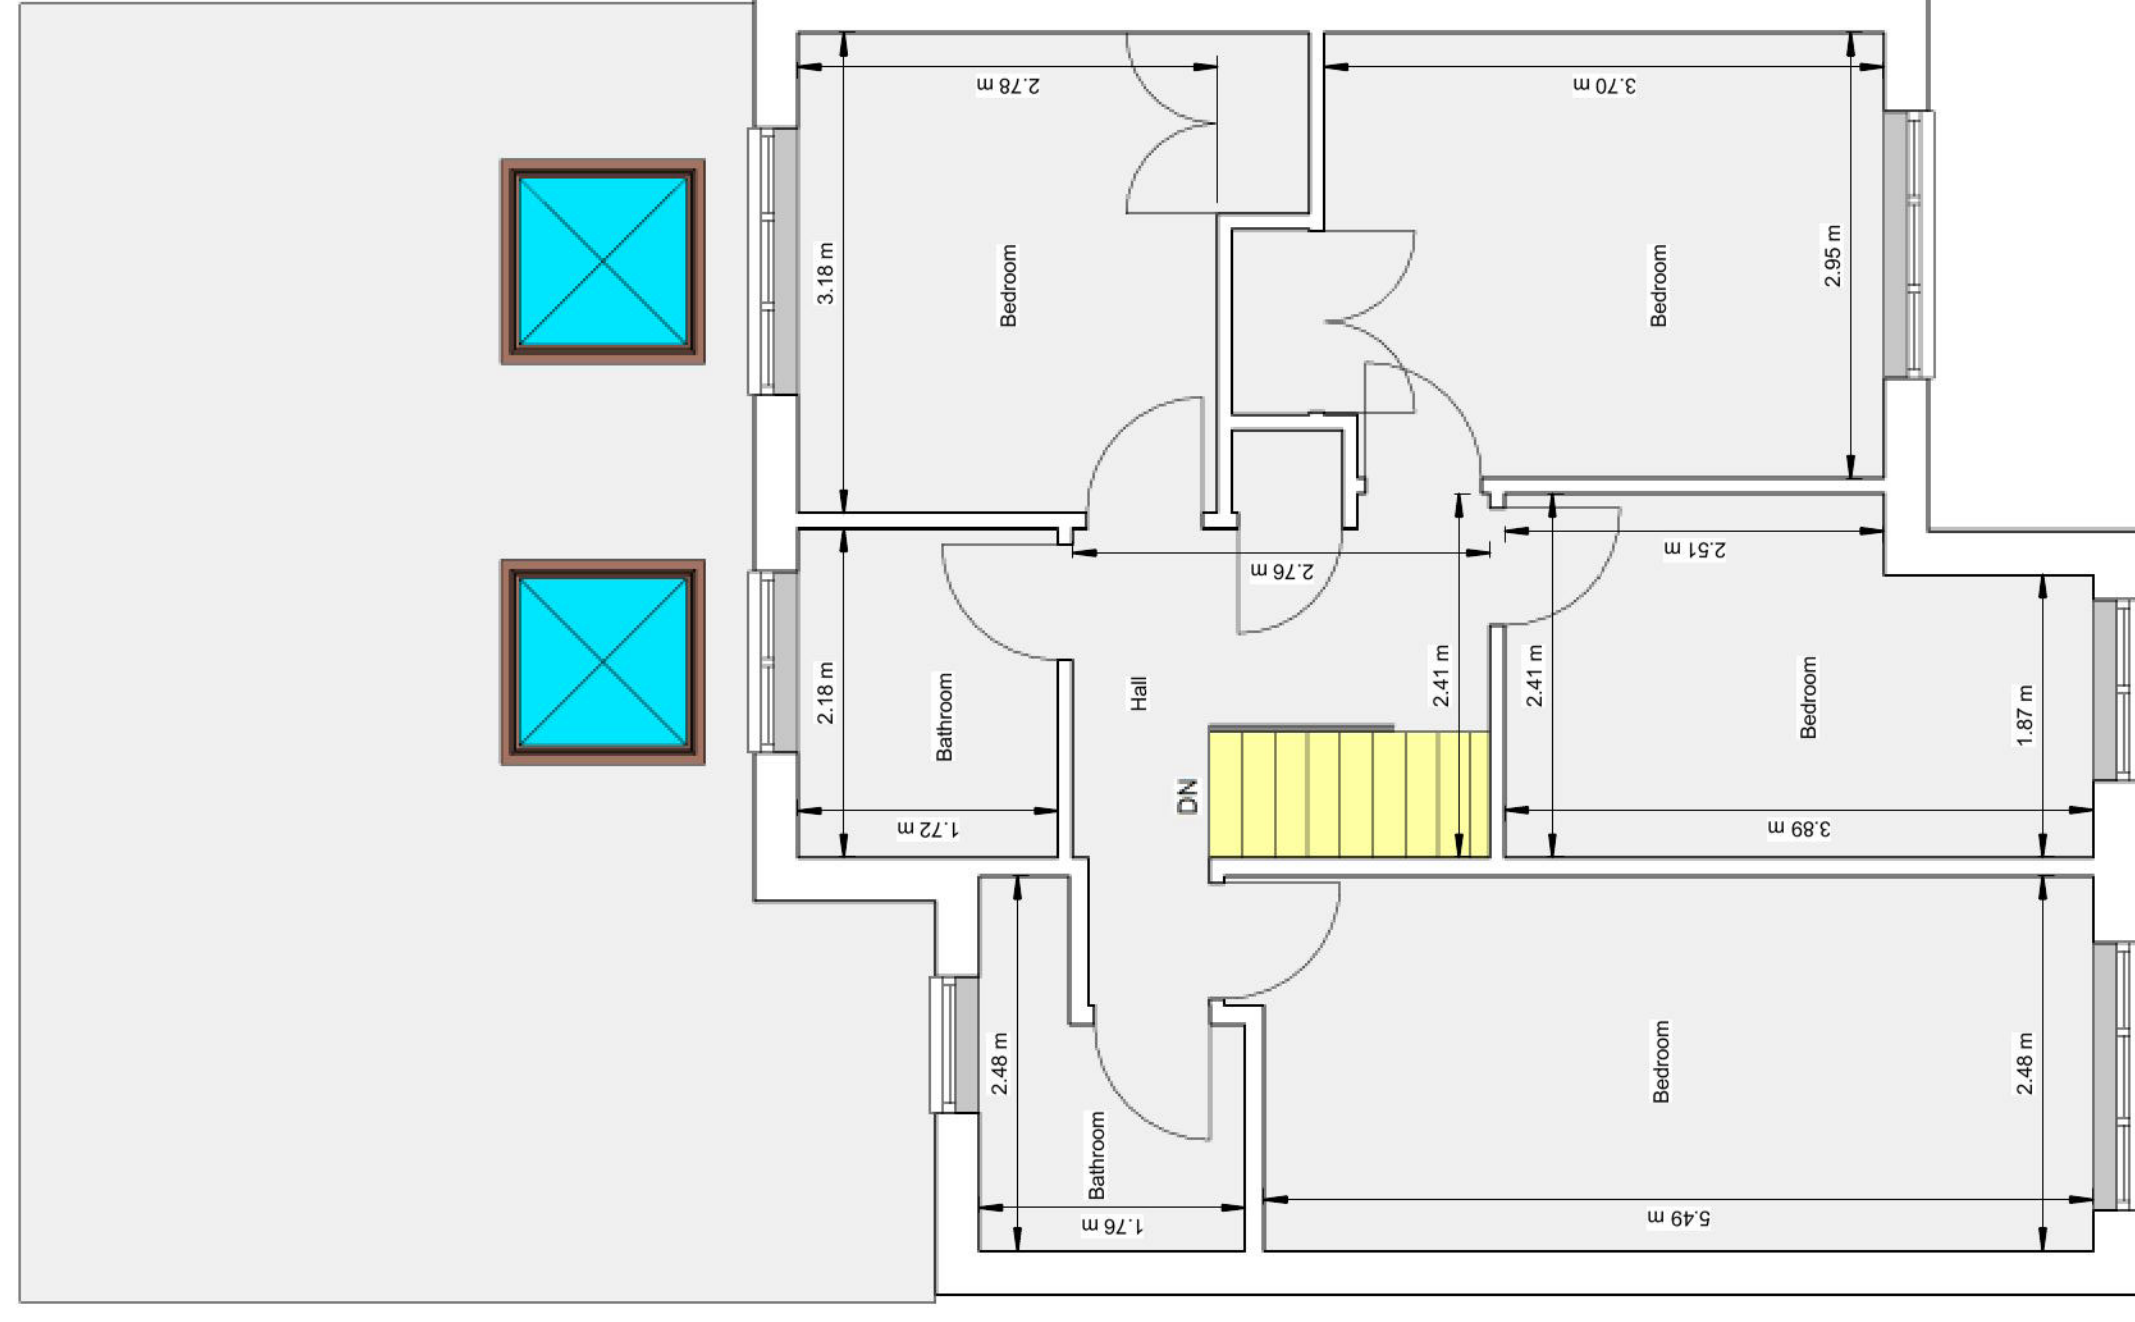 2.78 m
3.70 m
3.18 m
Bedroom
Bedroom
2.95 m
2.51 m
2.76 m
2.18 m
Bathroom
Hall
2.41 m
2.41 m
Bedroom
1.87 m
DN
1.72 m
3.89 m
2.48 m
Bathroom
Bedroom
2.48 m
1.76 m
5.49 m